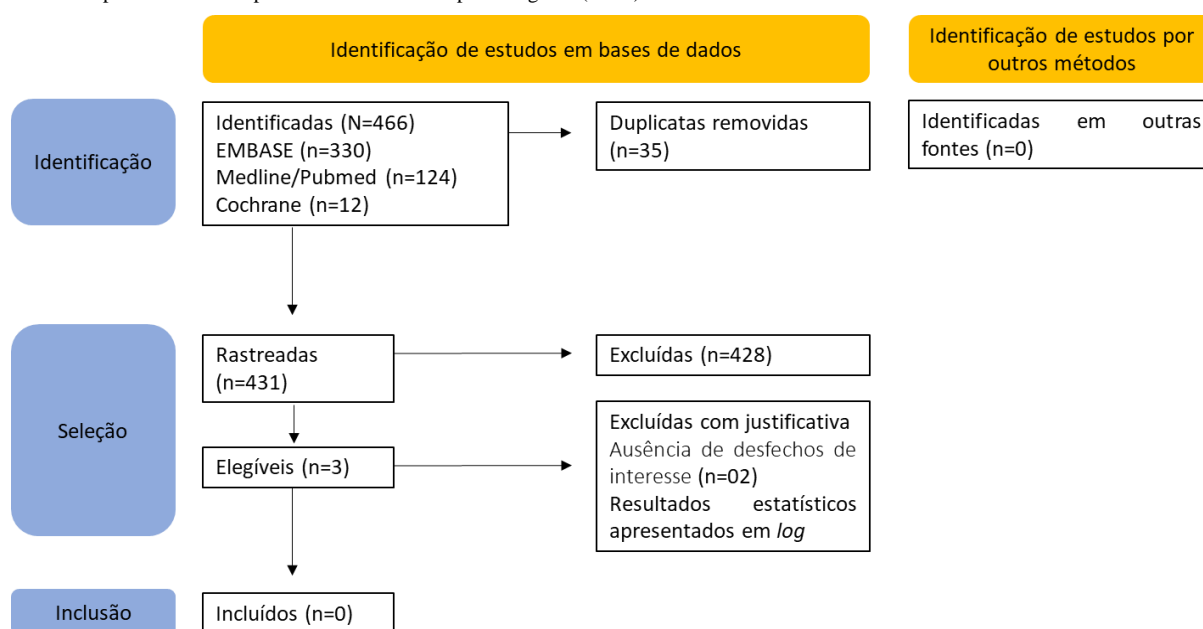 Identificação de estudos em bases de dados
Identificação de estudos por
outros métodos
Identificação
Identificadas (N=466)
EMBASE (n=330)
Medline/Pubmed (n=124)
Cochrane (n=12)
Duplicatas removidas
(n=35)
Identificadas em outras
fontes (n=0)
Seleção
Rastreadas
(n=431)
Excluídas (n=428)
Elegíveis (n=3)
Excluídas com justificativa
Ausência de desfechos de
interesse (n=02)
Resultados estatísticos
apresentados em log
Inclusão
Incluídos (n=0)